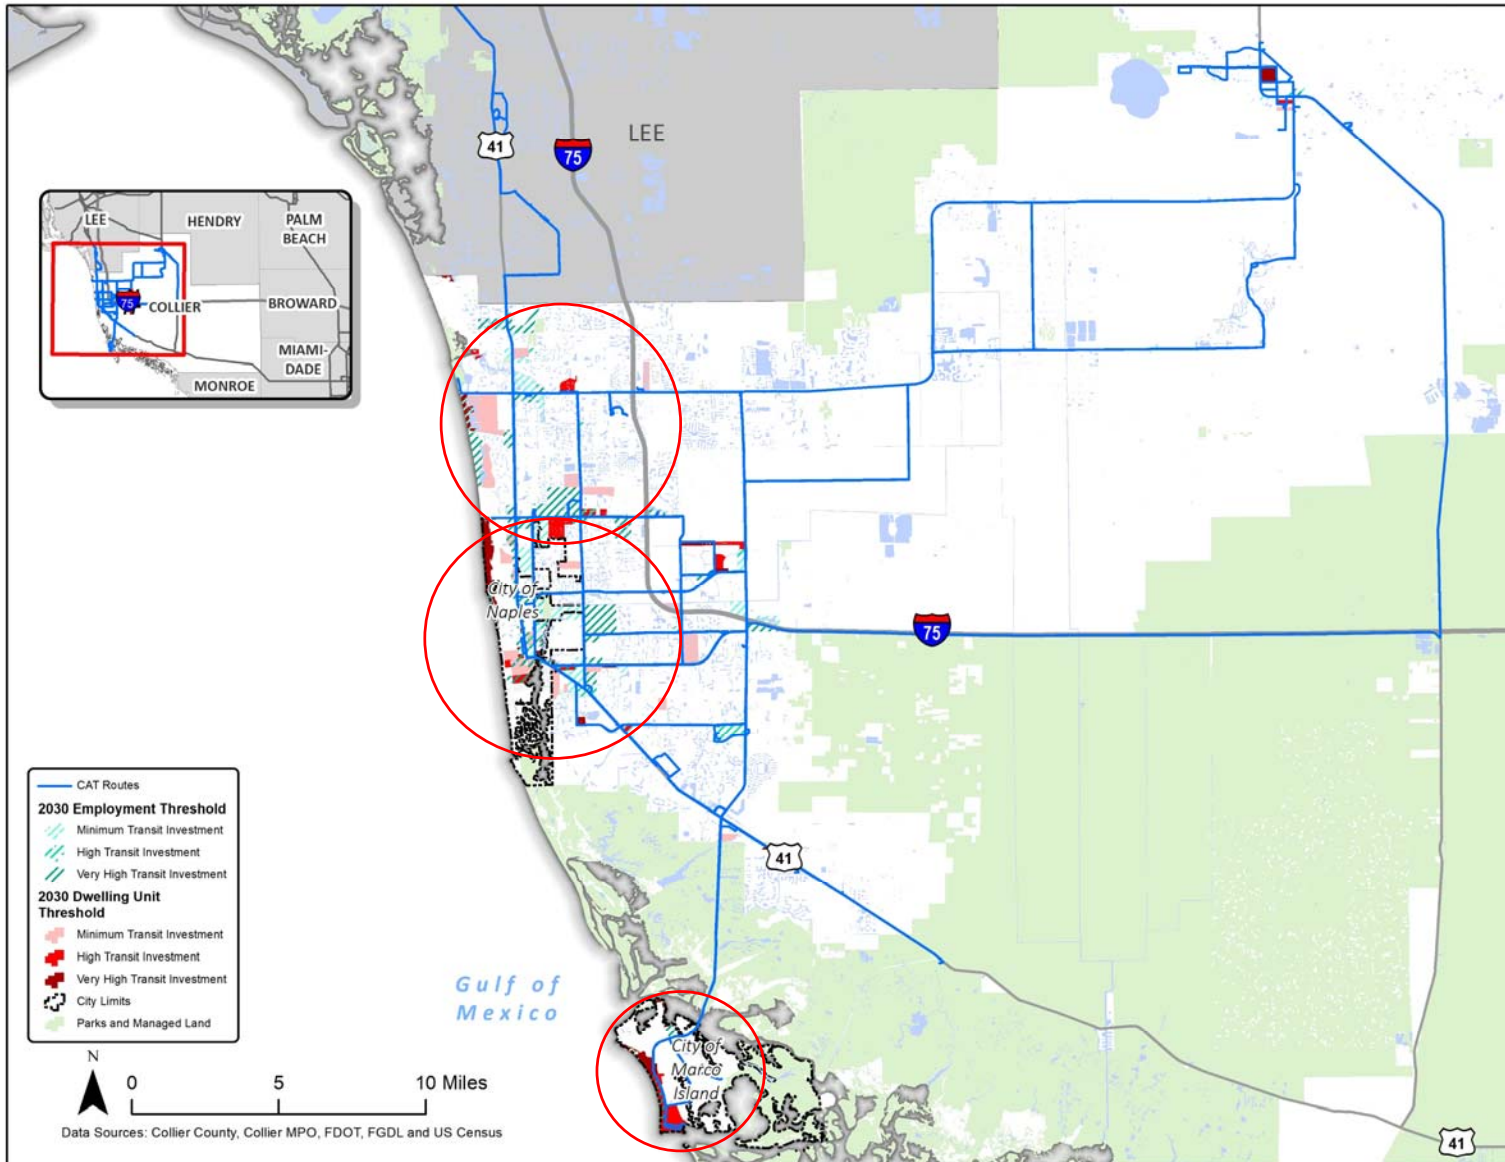 LEE
41
75
LEE
HENDRY
PALM
BEACH
75
COLLIER
BROWARD
MIAMI-
DADE
MONROE
City of
Naples
75
41
CAT Routes
2030 Employment Threshold
Minimum Transit Investment
High Transit Investment
Very High Transit Investment
2030 Dwelling Unit
Threshold
Minimum Transit Investment
High Transit Investment
Very High Transit Investment
City Limits
Parks and Managed Land
Gulf of
Mexico
City of
Marco
Island
N
0 5 10 Miles
Data Sources: Collier County, Collier MPO, FDOT, FGDL and US Census
41